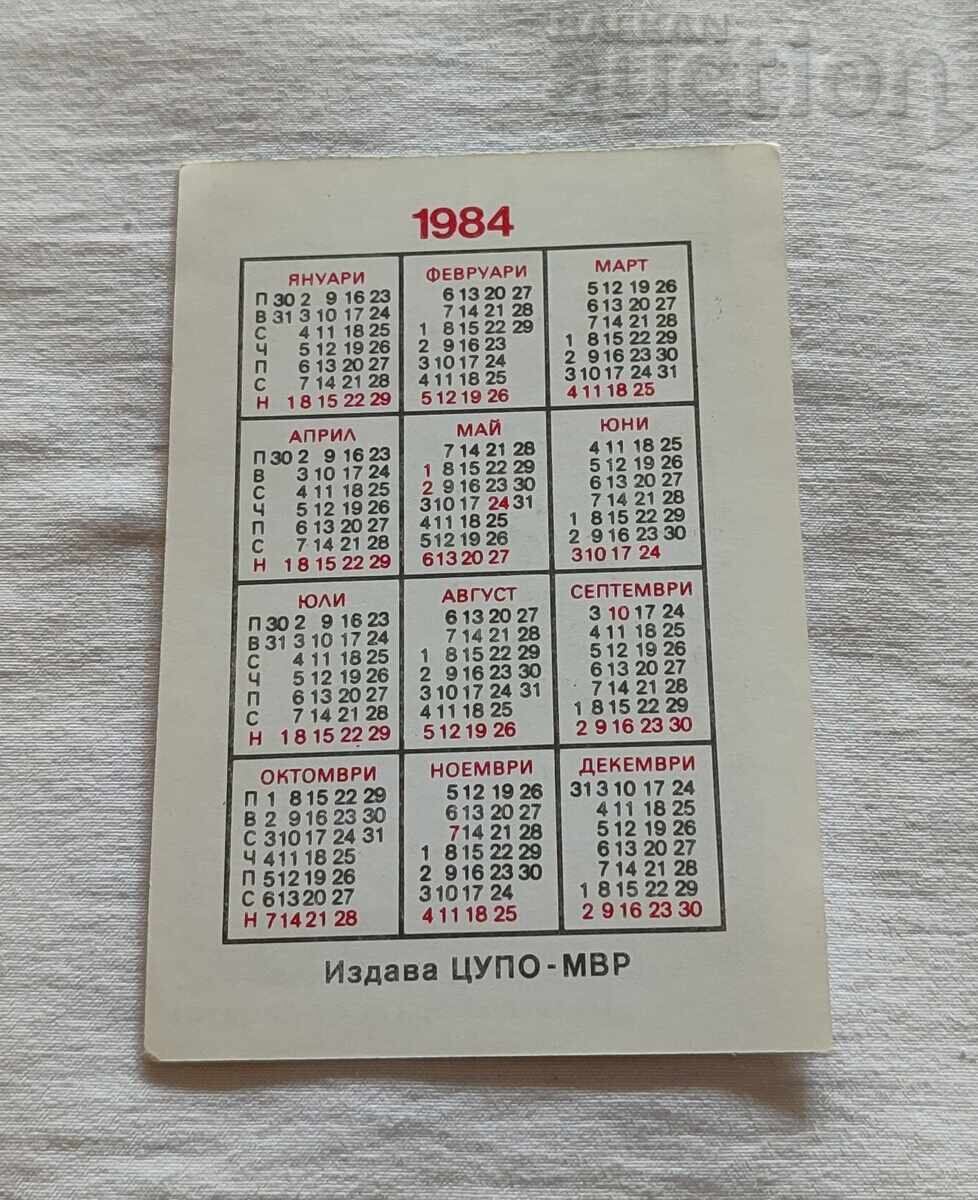 BALKAN
auction
1984
ЯНУАРИ
П 30 2 9 16 23
В 31 3 10 17 24
С 4 11 18 25
Ч 5 12 19 26
П 6 13 20 27
С 7 14 21 28
Н 1 8 15 22 29
ФЕВРУАРИ
6 13 20 27
7 14 21 28
1 8 15 22 29
2 9 16 23
3 10 17 24
4 11 18 25
5 12 19 26
МАРТ
5 12 19 26
6 13 20 27
7 14 21 28
1 8 15 22 29
2 9 16 23 30
3 10 17 24 31
4 11 18 25
АПРИЛ
П 30 2 9 16 23
В 3 10 17 24
С 4 11 18 25
Ч 5 12 19 26
П 6 13 20 27
С 7 14 21 28
Н 1 8 15 22 29
МАЙ
7 14 21 28
1 8 15 22 29
2 9 16 23 30
3 10 17 24 31
4 11 18 25
5 12 19 26
6 13 20 27
ЮНИ
4 11 18 25
5 12 19 26
6 13 20 27
7 14 21 28
1 8 15 22 29
2 9 16 23 30
3 10 17 24
ЮЛИ
П 30 2 9 16 23
В 31 3 10 17 24
С 4 11 18 25
Ч 5 12 19 26
П 6 13 20 27
С 7 14 21 28
Н 1 8 15 22 29
АВГУСТ
6 13 20 27
7 14 21 28
1 8 15 22 29
2 9 16 23 30
3 10 17 24 31
4 11 18 25
5 12 19 26
СЕПТЕМВРИ
3 10 17 24
4 11 18 25
5 12 19 26
6 13 20 27
7 14 21 28
1 8 15 22 29
2 9 16 23 30
ОКТОМВРИ
П 1 8 15 22 29
В 2 9 16 23 30
С 3 10 17 24 31
Ч 4 11 18 25
П 5 12 19 26
С 6 13 20 27
Н 7 14 21 28
НОЕМВРИ
5 12 19 26
6 13 20 27
7 14 21 28
1 8 15 22 29
2 9 16 23 30
3 10 17 24
4 11 18 25
ДЕКЕМВРИ
31 3 10 17 24
4 11 18 25
5 12 19 26
6 13 20 27
7 14 21 28
1 8 15 22 29
2 9 16 23 30
Издава ЦУПО-МВР